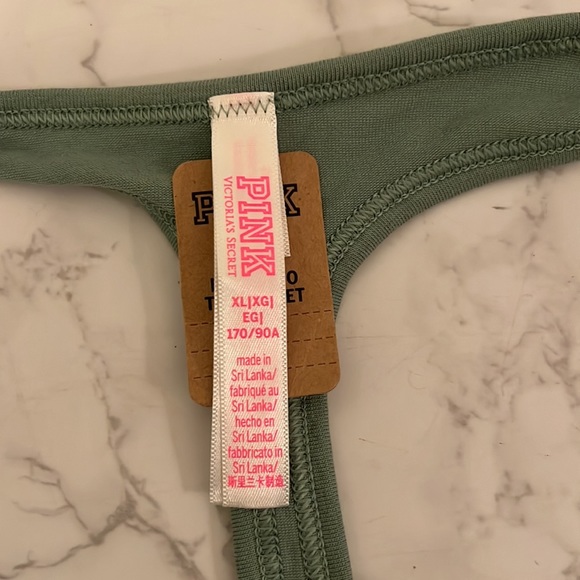 PINK
VICTORIA'S SECRET
XL|XG|
EG|
170/90A
made in
Sri Lanka/
fabriqué au
Sri Lanka/
hecho en
Sri Lanka/
fabbricato in
Sri Lanka/
斯里兰卡制造